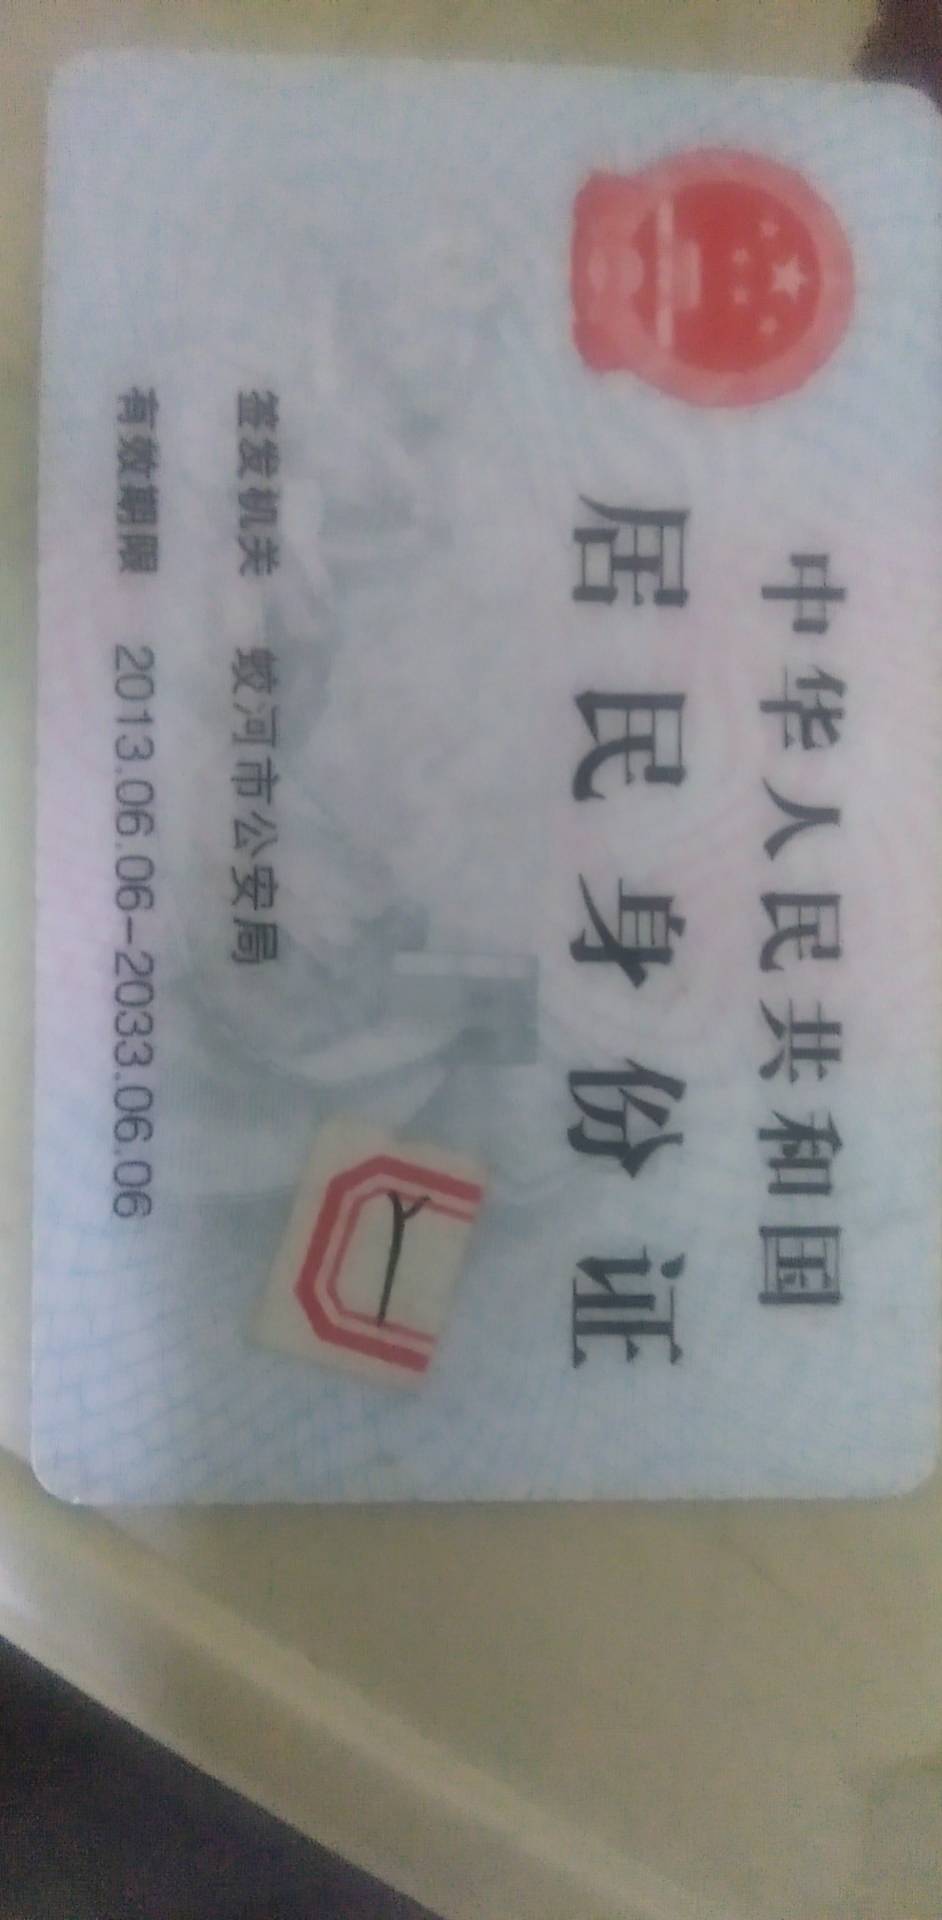 中华人民共和国
居民身份证
签发机关 蛟河市公安局
有效期限 2013.06.06-2033.06.06